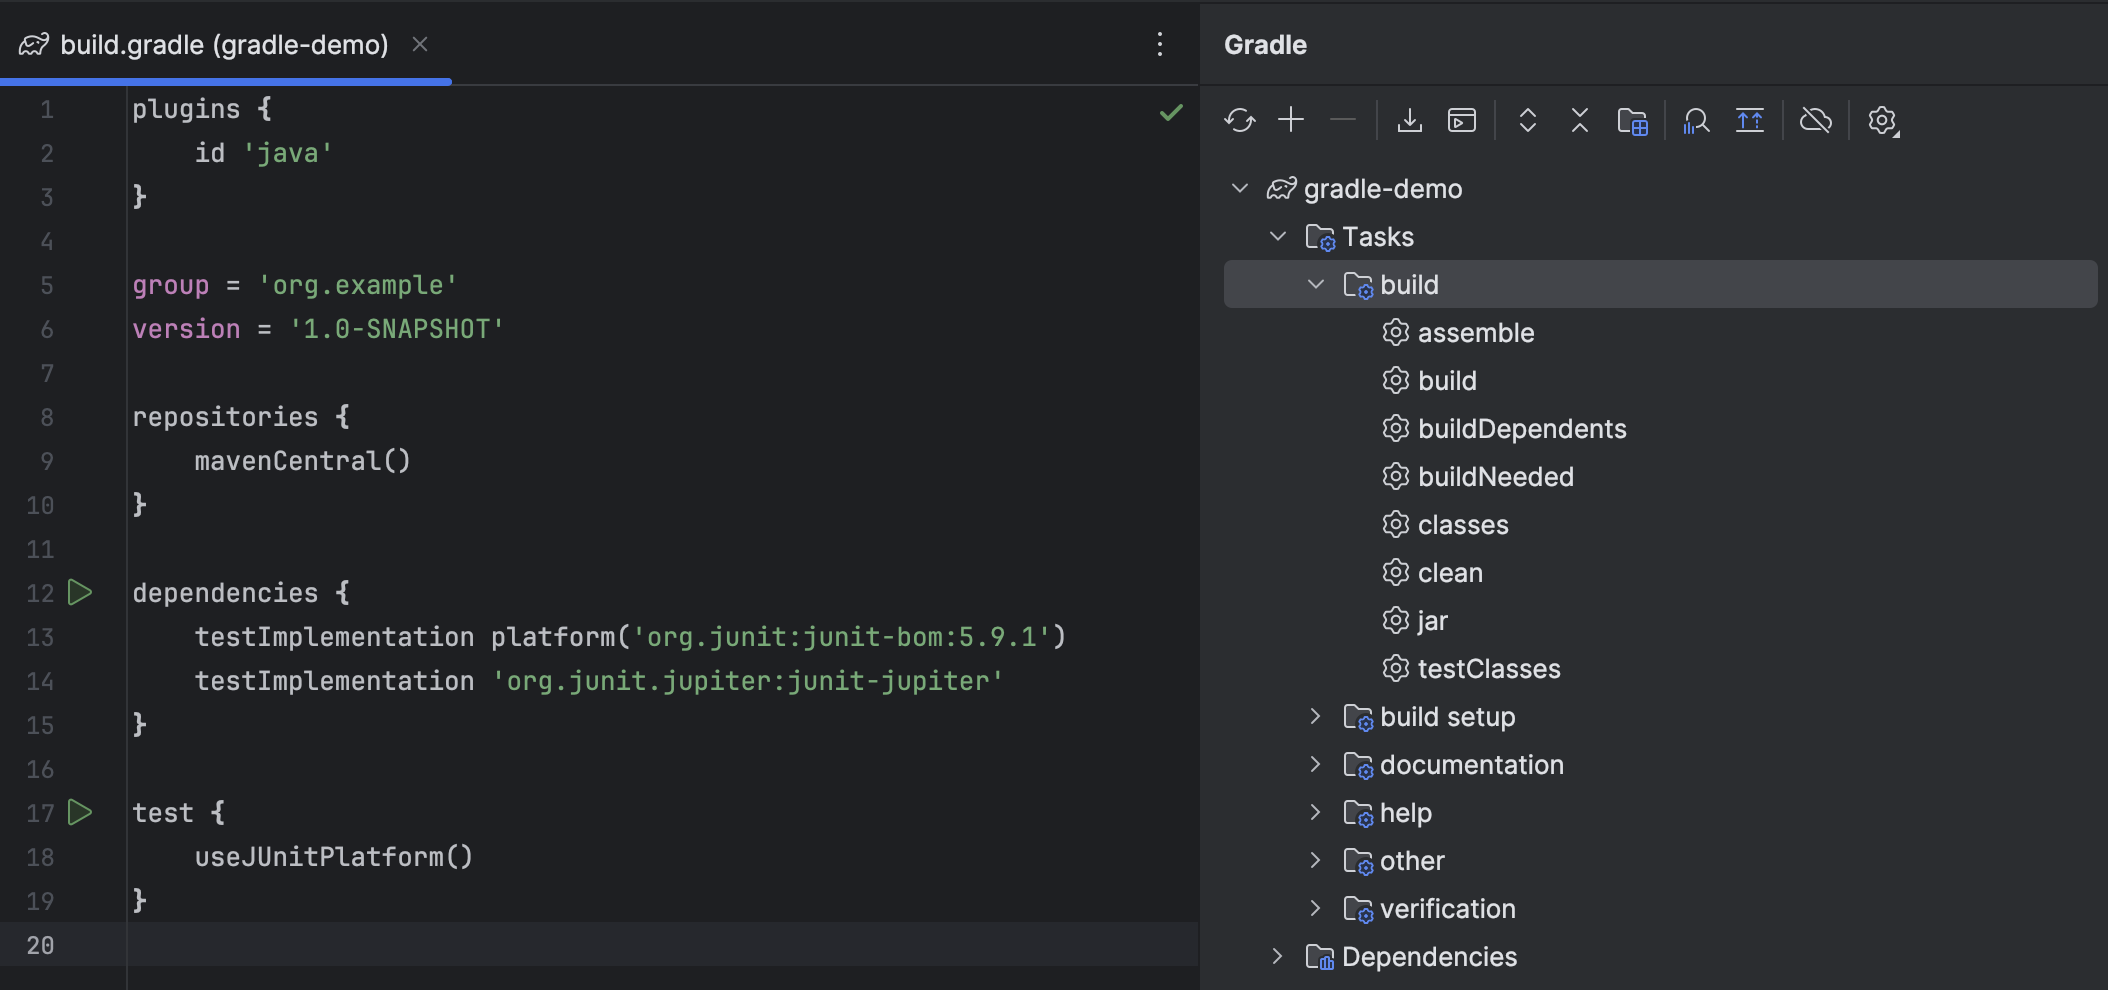 build.gradle (gradle-demo)
1 plugins {
2 id 'java'
3 }
4
5 group = 'org.example'
6 version = '1.0-SNAPSHOT'
7
8 repositories {
9 mavenCentral()
10 }
11
12 dependencies {
13 testImplementation platform('org.junit:junit-bom:5.9.1')
14 testImplementation 'org.junit.jupiter:junit-jupiter'
15 }
16
17 test {
18 useJUnitPlatform()
19 }
20
Gradle
gradle-demo
Tasks
build
assemble
build
buildDependents
buildNeeded
classes
clean
jar
testClasses
build setup
documentation
help
other
verification
Dependencies